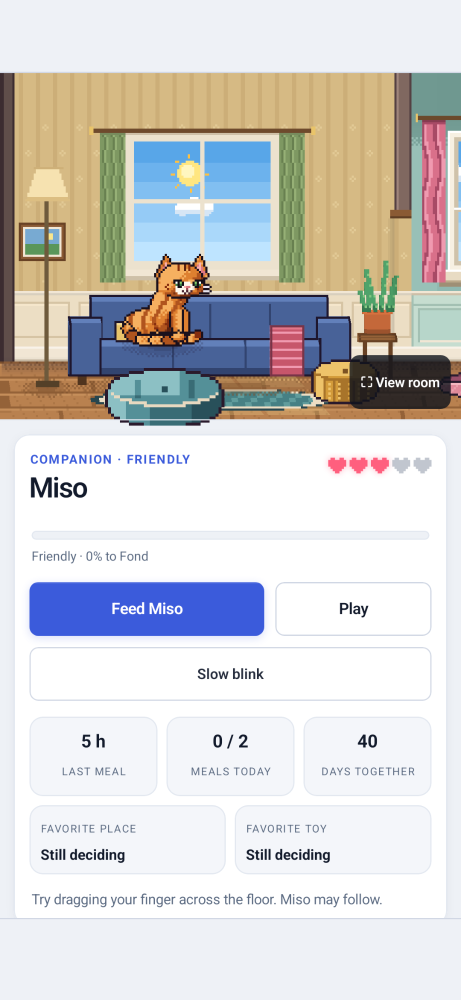 View room
COMPANION · FRIENDLY
Miso
Friendly · 0% to Fond
Feed Miso
Play
Slow blink
5 h
LAST MEAL
0 / 2
MEALS TODAY
40
DAYS TOGETHER
FAVORITE PLACE
Still deciding
FAVORITE TOY
Still deciding
Try dragging your finger across the floor. Miso may follow.